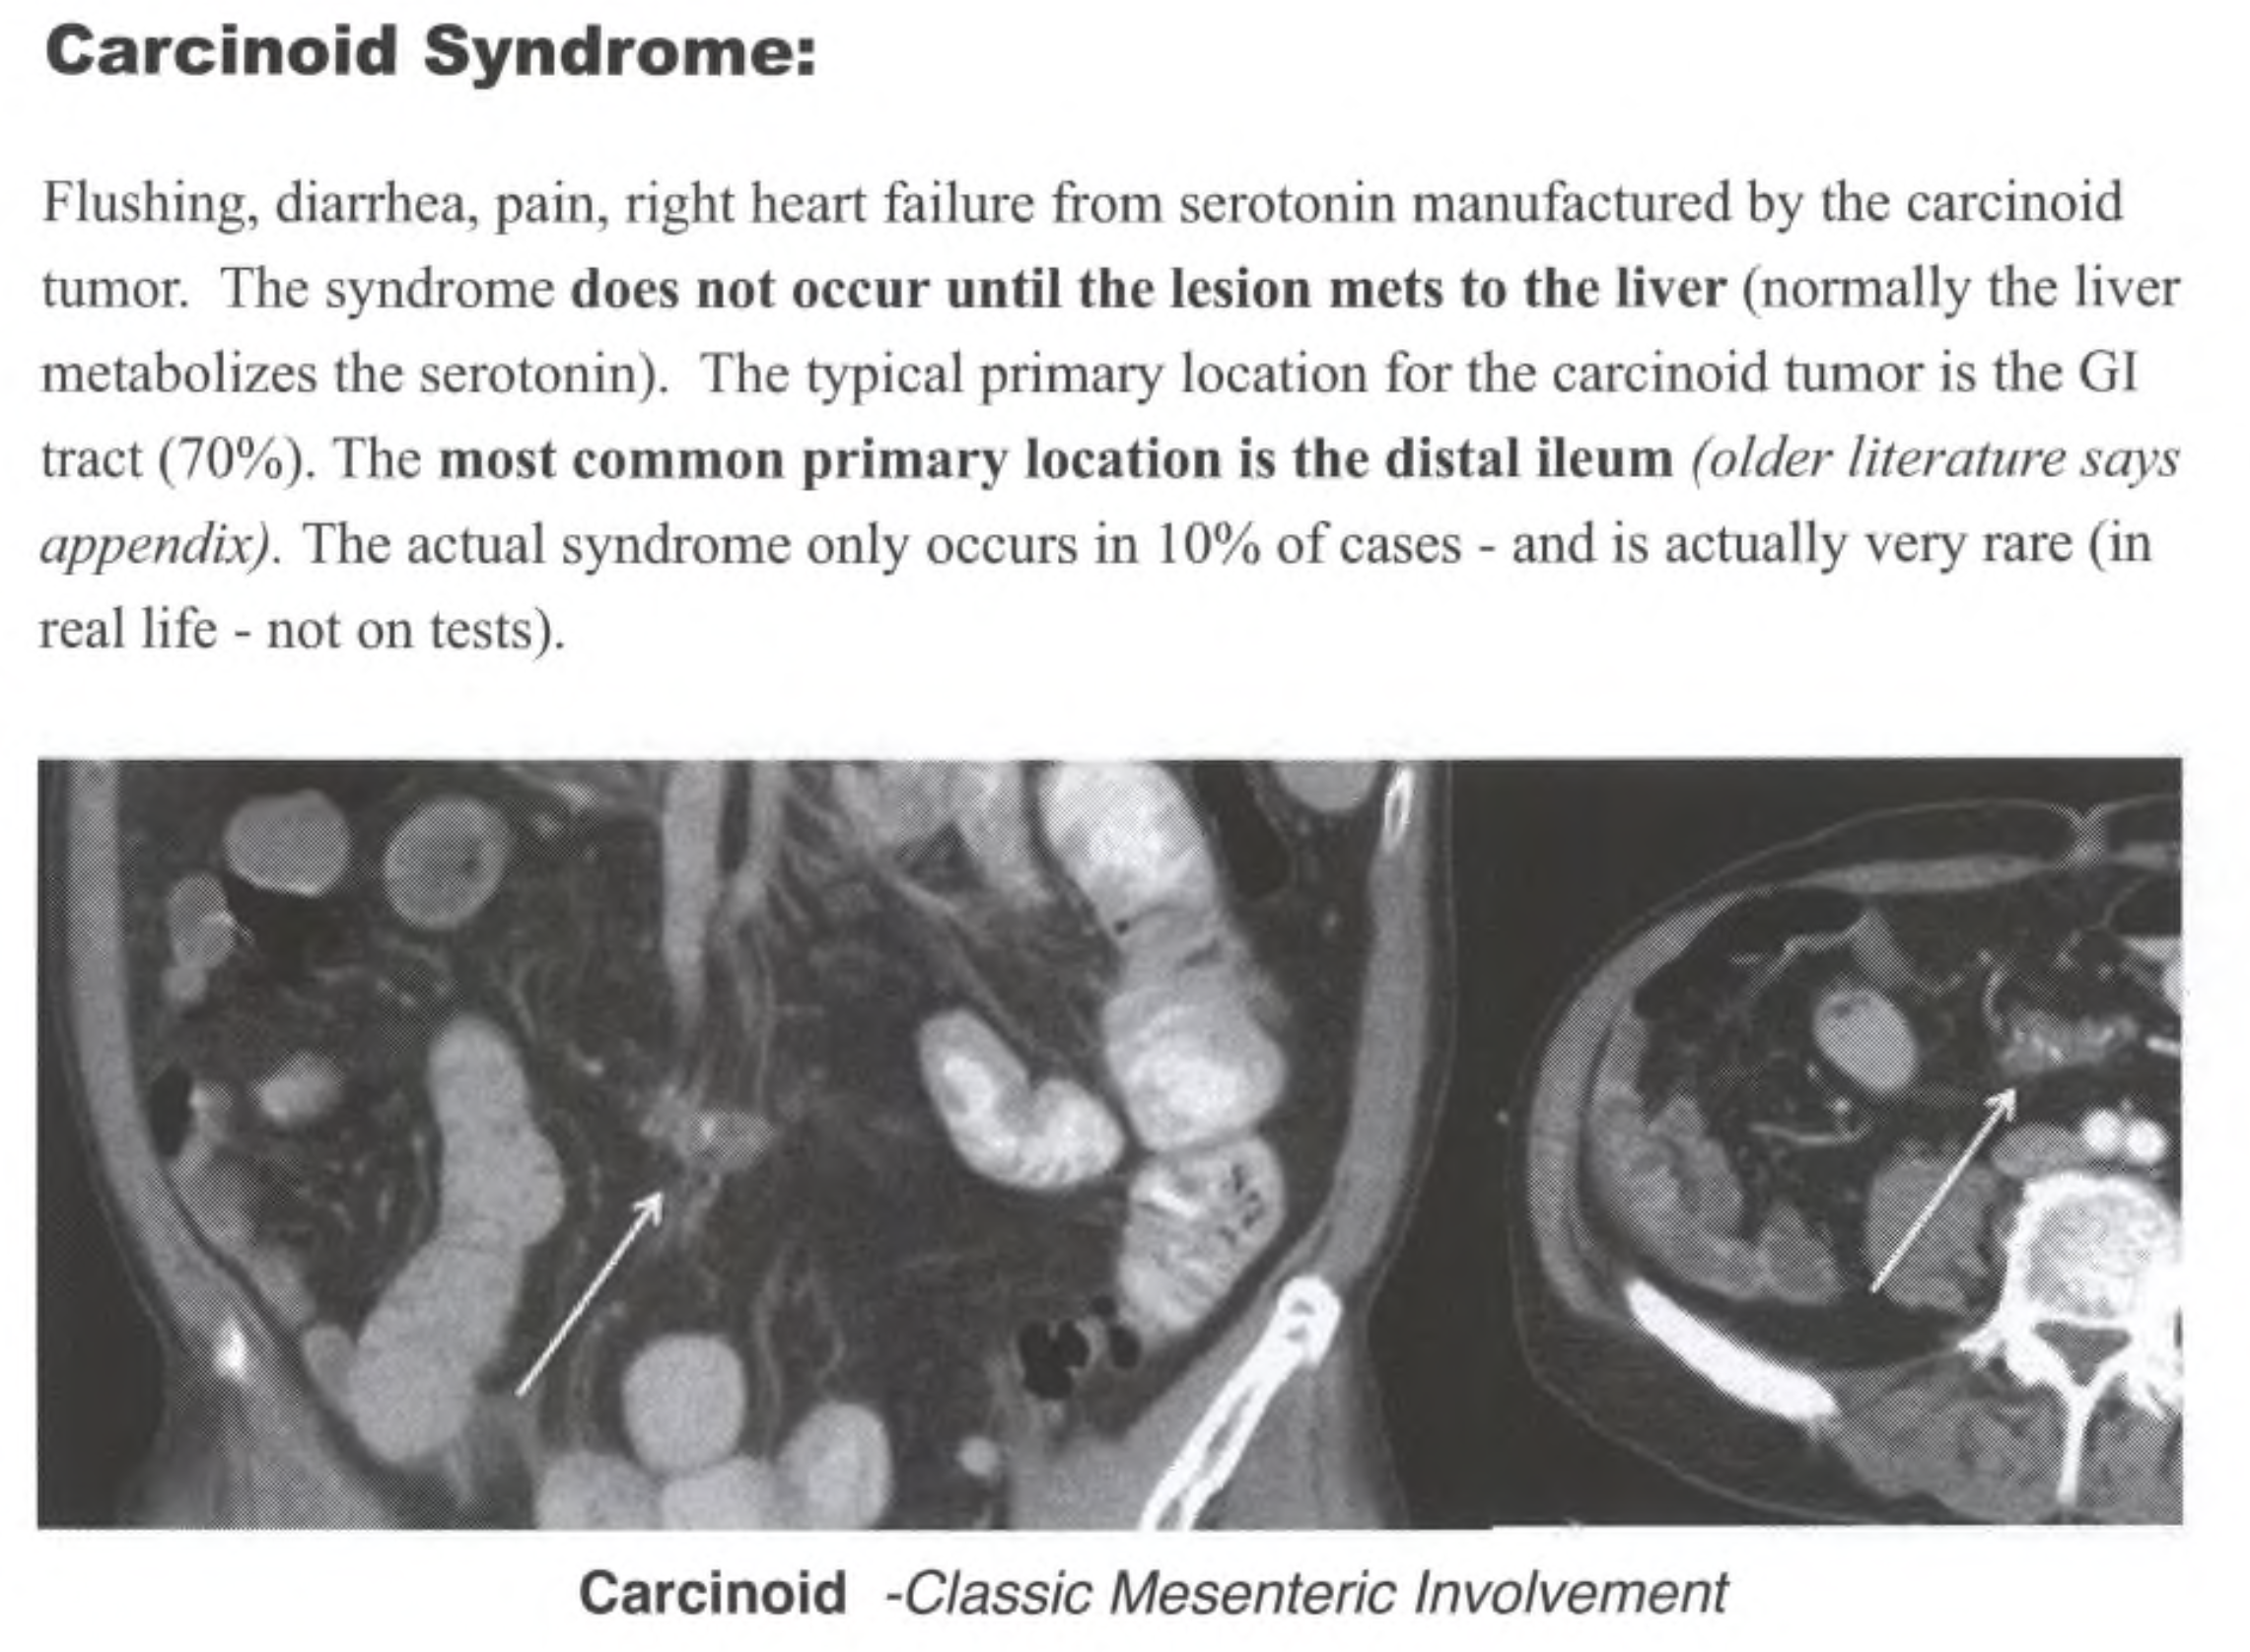 Carcinoid Syndrome:
Flushing, diarrhea, pain, right heart failure from serotonin manufactured by the carcinoid
tumor. The syndrome does not occur until the lesion mets to the liver (normally the liver
metabolizes the serotonin). The typical primary location for the carcinoid tumor is the GI
tract (70%). The most common primary location is the distal ileum (older literature says
appendix). The actual syndrome only occurs in 10% of cases - and is actually very rare (in
real life - not on tests).
Carcinoid -Classic Mesenteric Involvement